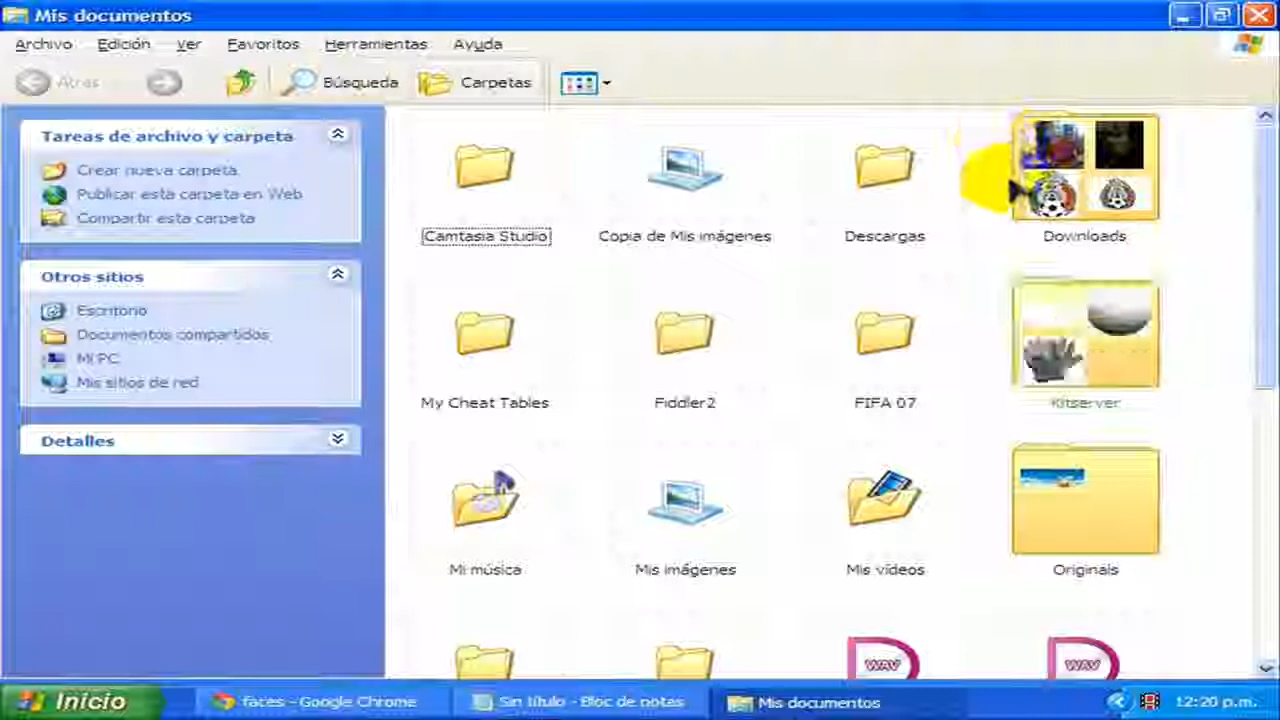 Mis documentos
Archivo Edición Ver Favoritos Herramientas Ayuda
Atrás Búsqueda Carpetas
Tareas de archivo y carpeta
Crear nueva carpeta
Publicar esta carpeta en Web
Compartir esta carpeta
Otros sitios
Escritorio
Documentos compartidos
Mi PC
Mis sitios de red
Detalles
Camtasia Studio Copia de Mis imágenes Descargas Downloads
My Cheat Tables Fiddler2 FIFA 07 Kitserver
Mi música Mis imágenes Mis vídeos Originals
WAV WAV
Inicio faces - Google Chrome Sin título - Bloc de notas Mis documentos 12:20 p.m.